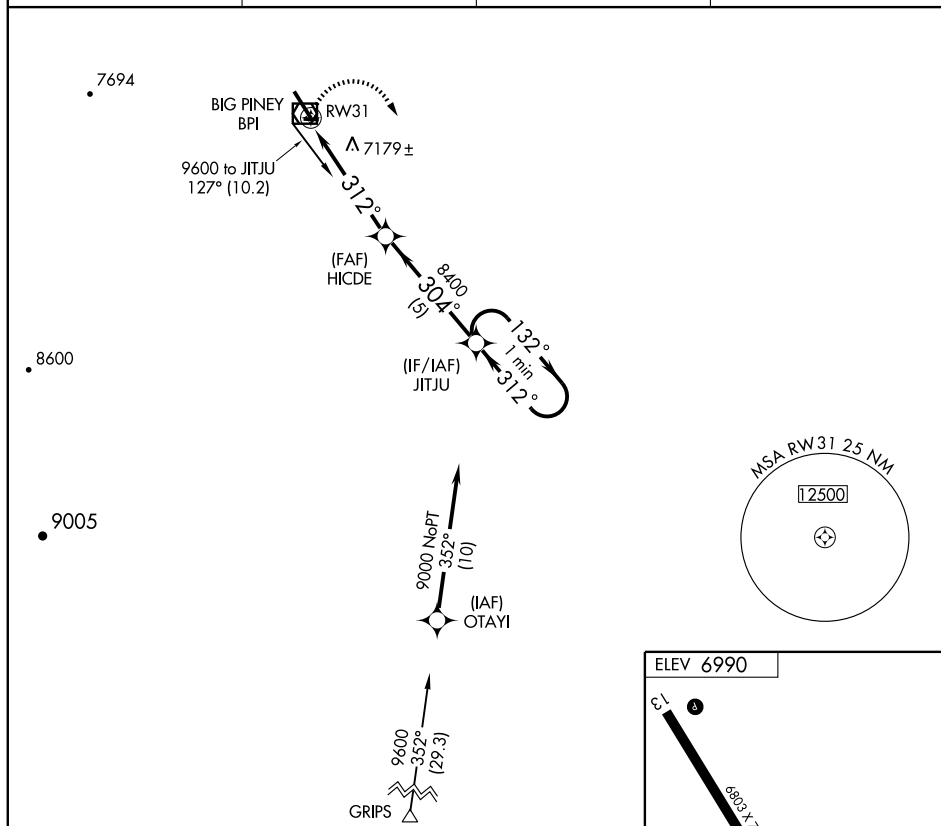 7694
BIG PINEY
BPI
RW31
7179±
9600 to JITJU
127° (10.2)
312°
(FAF)
HICDE
8400
304°
(5)
8600
(IF/IAF)
JITJU
132°
1 min
312°
MSA RW31 25 NM
12500
9005
9000 NoPT
352°
(10)
(IAF)
OTAYI
ELEV 6990
13
9600
352°
(29.3)
GRIPS